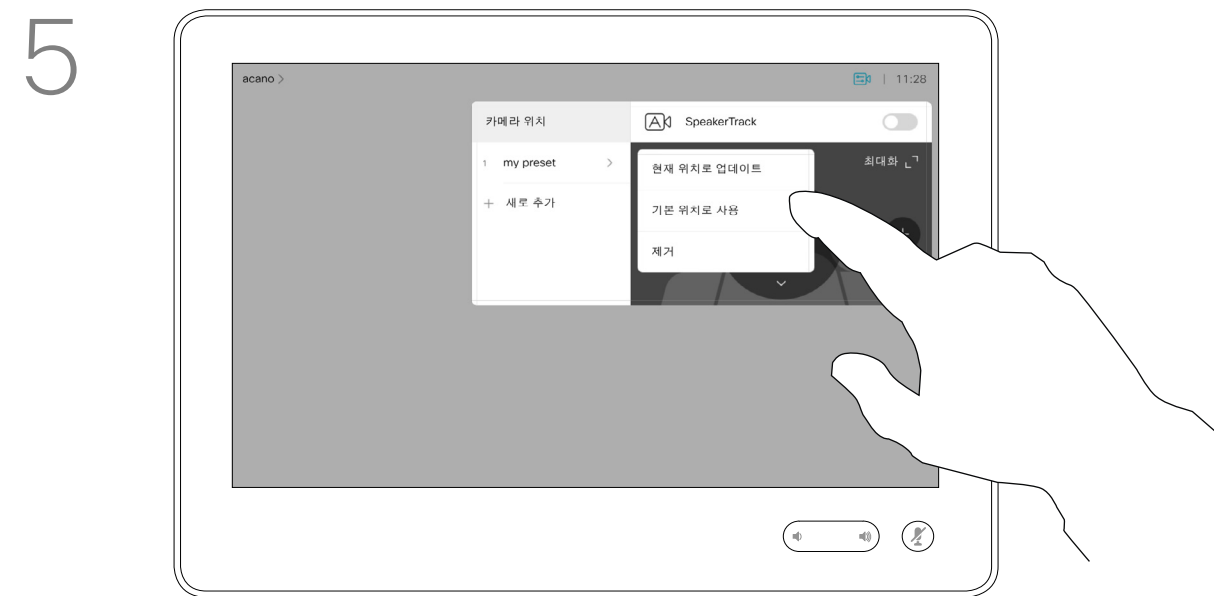 5
acano >
11:28
카메라 위치
SpeakerTrack
1 my preset >
현재 위치로 업데이트
최대화
+ 새로 추가
기본 위치로 사용
제거